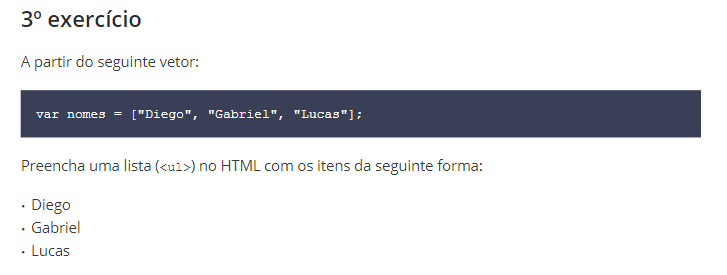 3º exercício
A partir do seguinte vetor:
var nomes = ["Diego", "Gabriel", "Lucas"];
Preencha uma lista (<ul>) no HTML com os itens da seguinte forma:
• Diego
• Gabriel
• Lucas